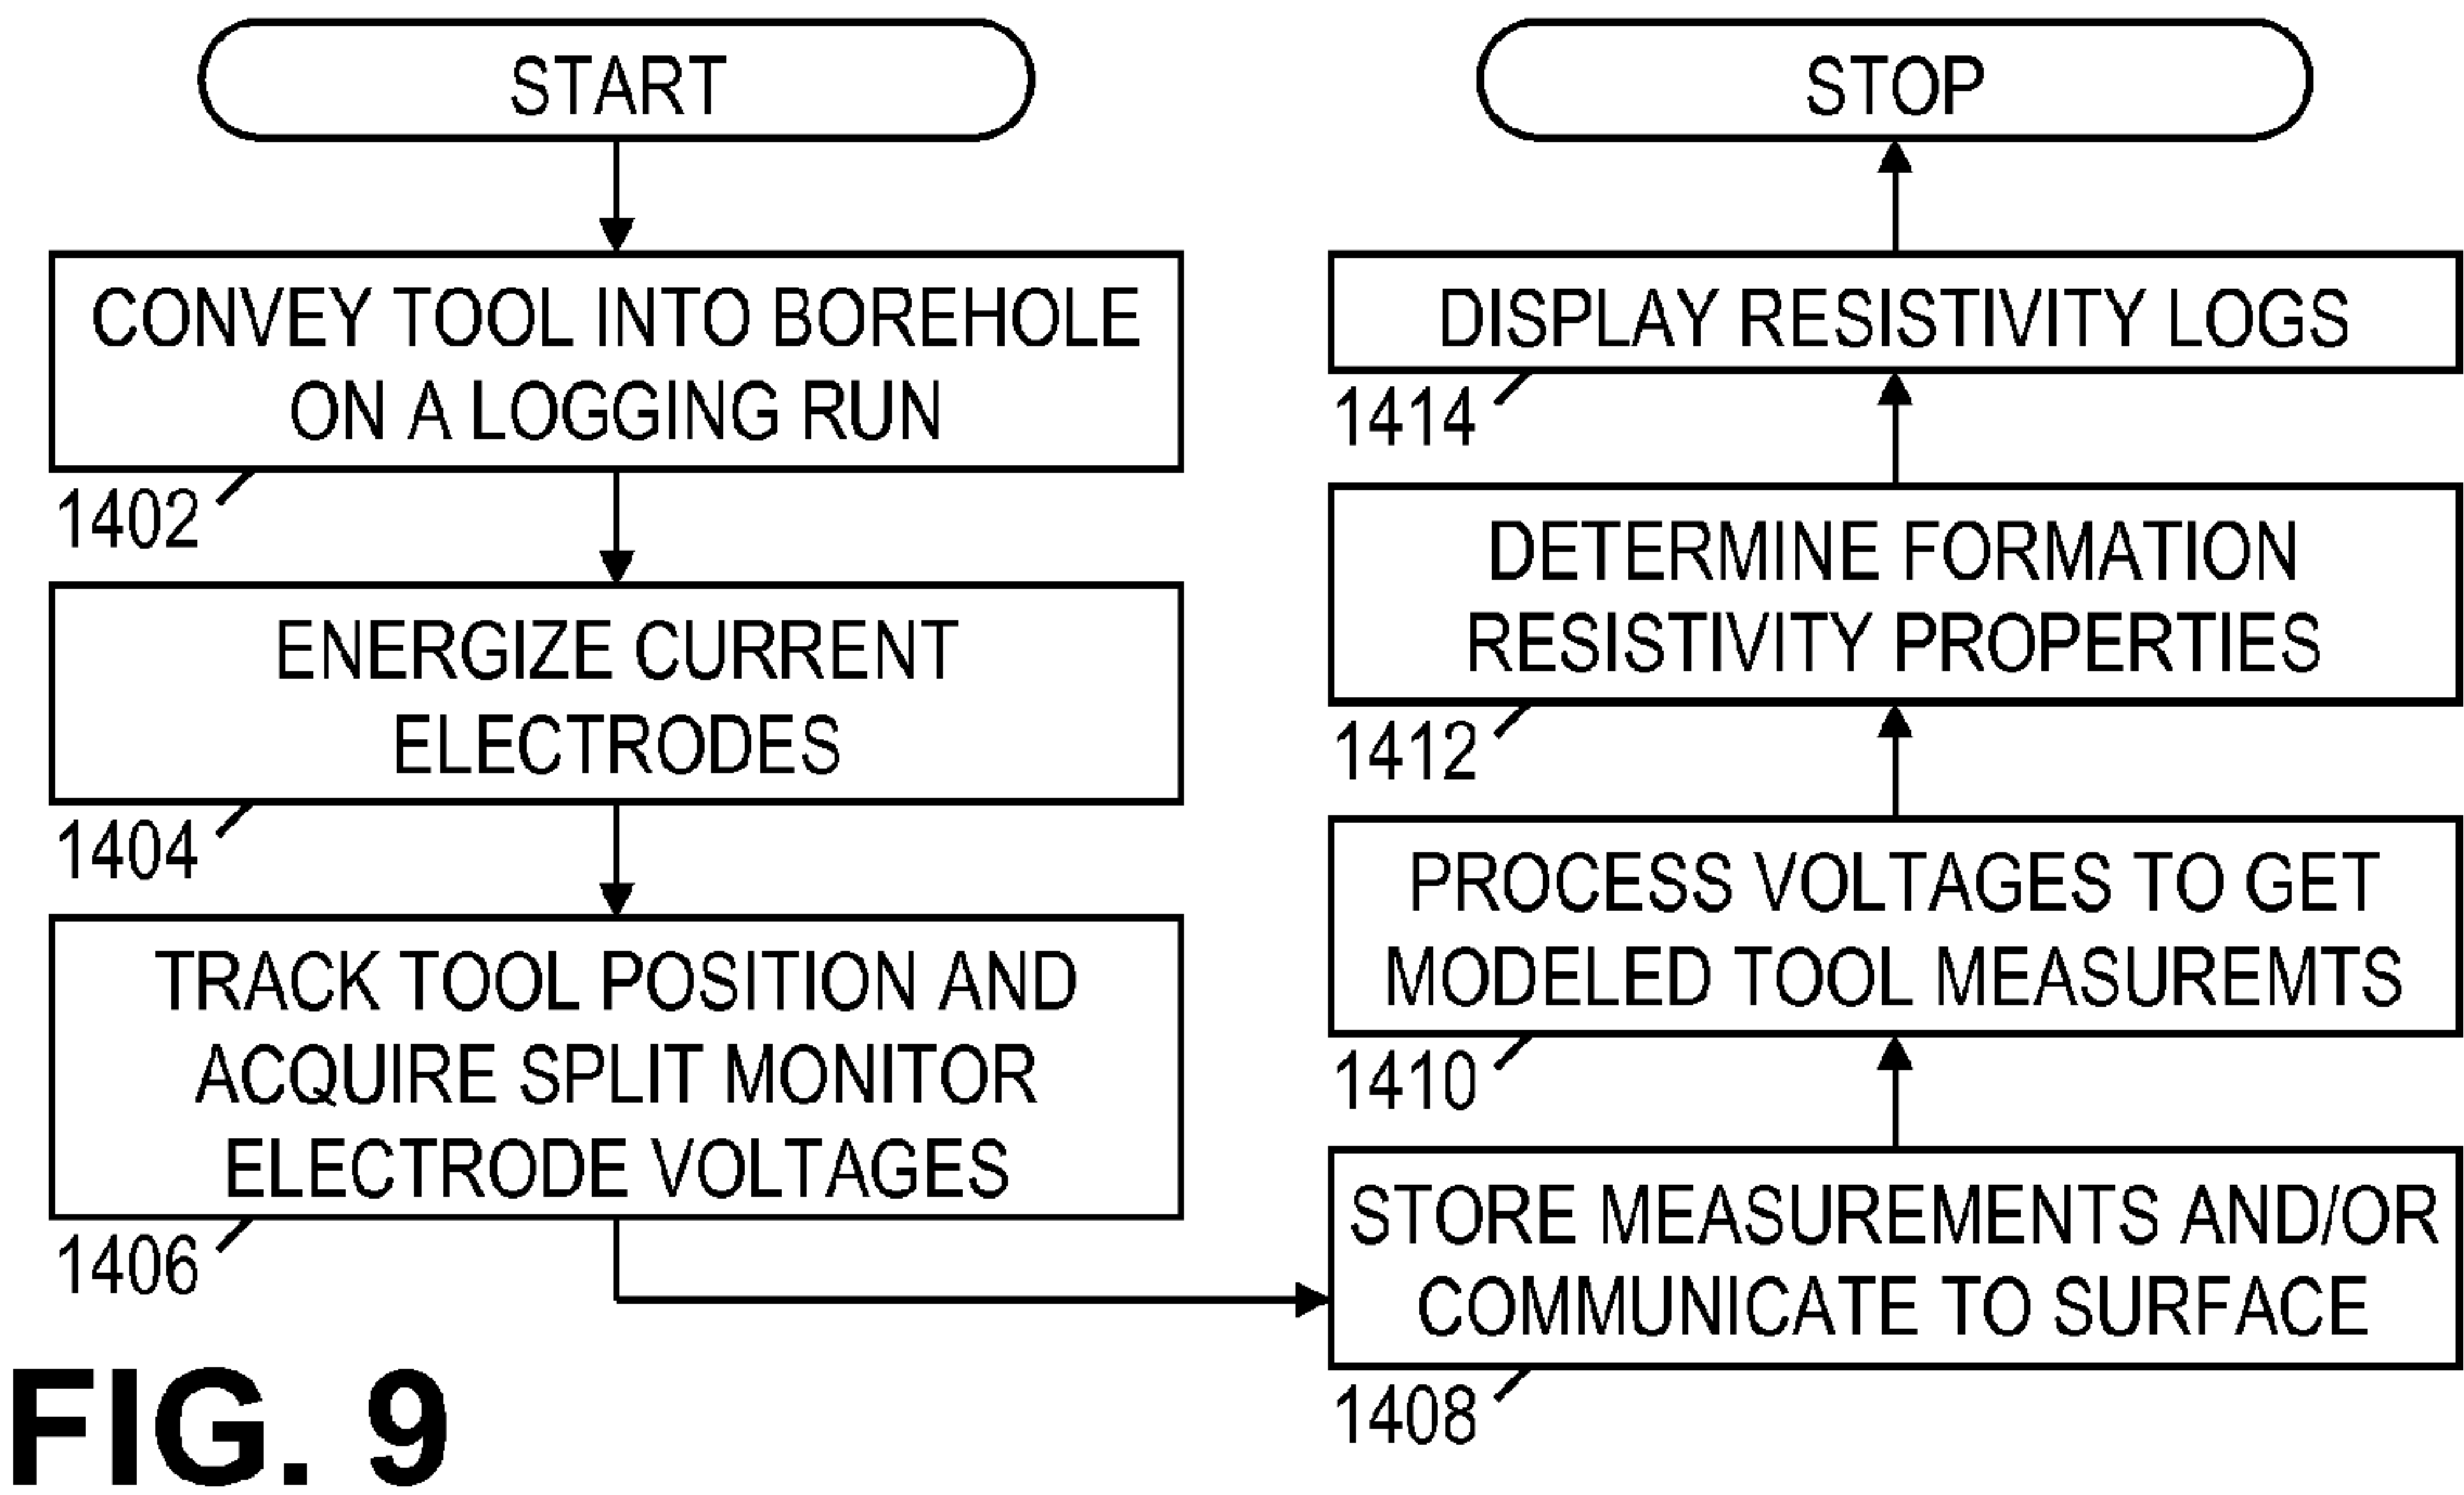 START
CONVEY TOOL INTO BOREHOLE
ON A LOGGING RUN
1402
ENERGIZE CURRENT
ELECTRODES
1404
TRACK TOOL POSITION AND
ACQUIRE SPLIT MONITOR
ELECTRODE VOLTAGES
1406
STORE MEASUREMENTS AND/OR
COMMUNICATE TO SURFACE
1408
PROCESS VOLTAGES TO GET
MODELED TOOL MEASUREMTS
1410
DETERMINE FORMATION
RESISTIVITY PROPERTIES
1412
DISPLAY RESISTIVITY LOGS
1414
STOP
FIG. 9